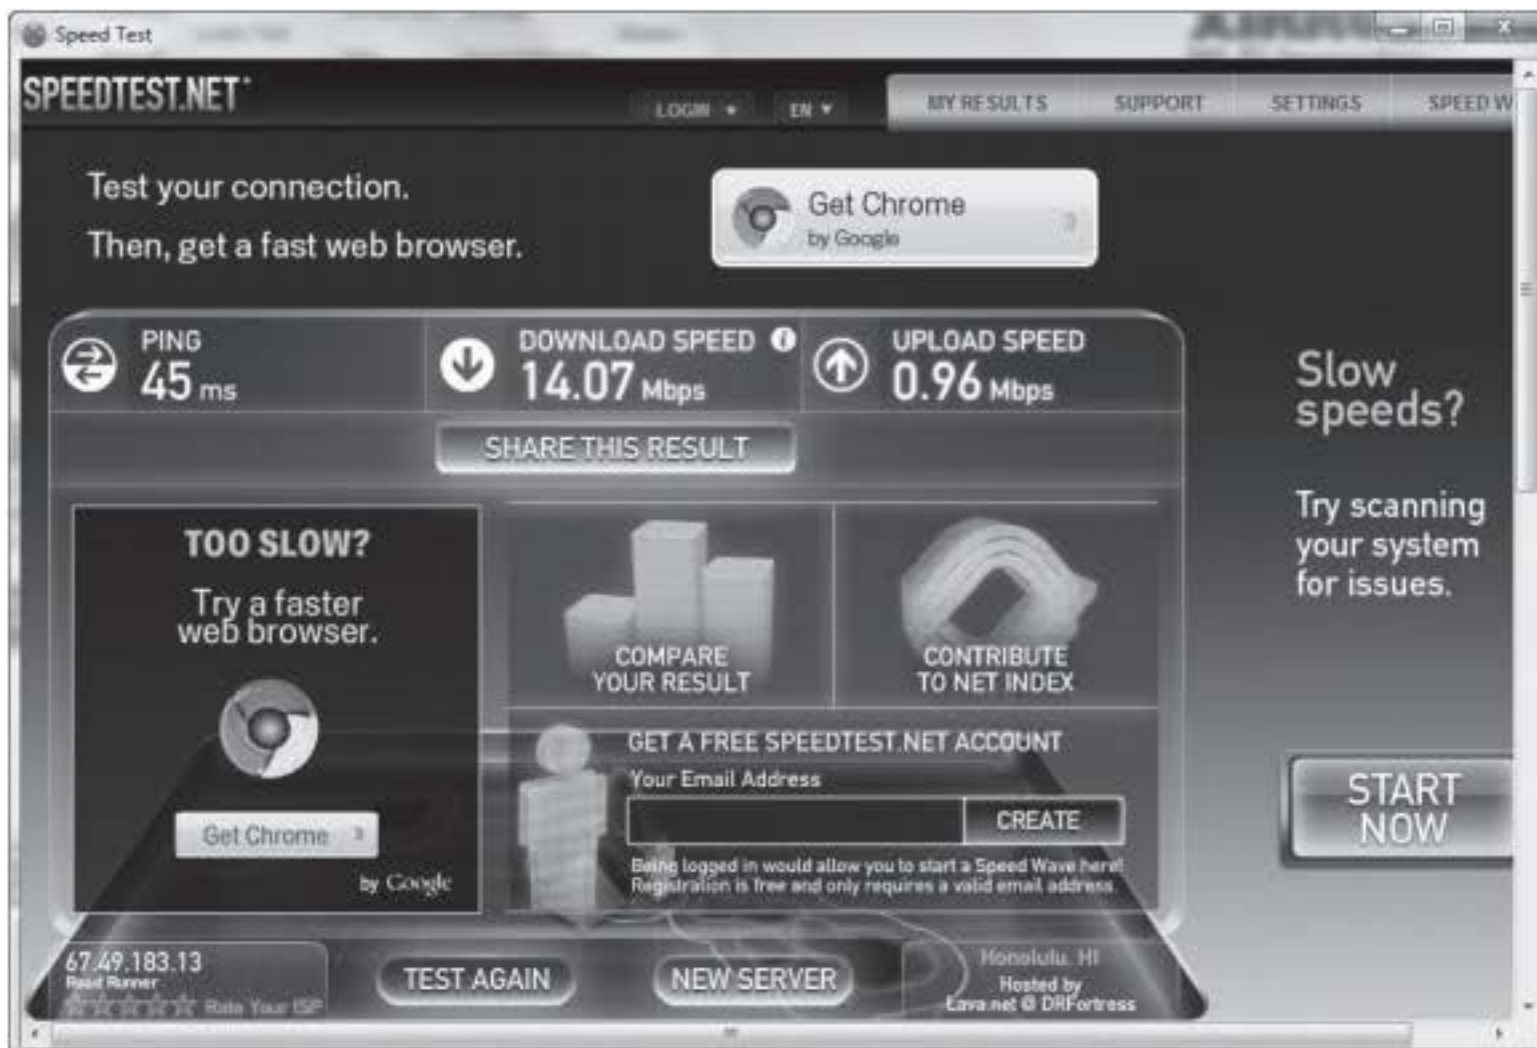 Speed Test
SPEEDTEST.NET
LOGIN
EN
MY RESULTS
SUPPORT
SETTINGS
SPEED W
Test your connection.
Then, get a fast web browser.
Get Chrome
by Google
PING
45 ms
DOWNLOAD SPEED
14.07 Mbps
UPLOAD SPEED
0.96 Mbps
SHARE THIS RESULT
Slow
speeds?
Try scanning
your system
for issues.
START
NOW
TOO SLOW?
Try a faster
web browser.
Get Chrome
by Google
COMPARE
YOUR RESULT
CONTRIBUTE
TO NET INDEX
GET A FREE SPEEDTEST.NET ACCOUNT
Your Email Address
CREATE
Being logged in would allow you to start a Speed Wave here!
Registration is free and only requires a valid email address.
67.49.183.13
Road Runner
Rate Your ISP
TEST AGAIN
NEW SERVER
Honolulu, HI
Hosted by
Lava.net @ DRFortress